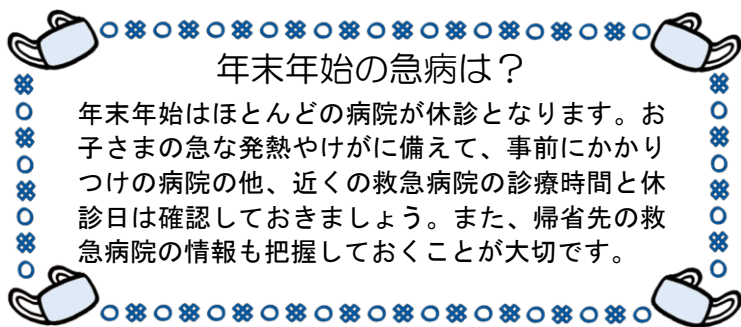 年末年始の急病は？
年末年始はほとんどの病院が休診となります。お
子さまの急な発熱やけがに備えて、事前にかかり
つけの病院の他、近くの救急病院の診療時間と休
診日は確認しておきましょう。また、帰省先の救
急病院の情報も把握しておくことが大切です。